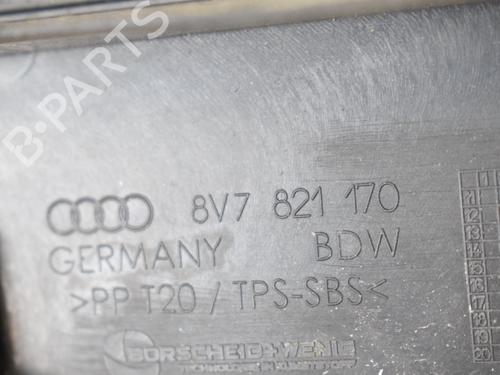 B-PARTS
8V7 821 170
GERMANY BDW
>PP T20 / TPS-SBS<
BORSCHEID+WENIG